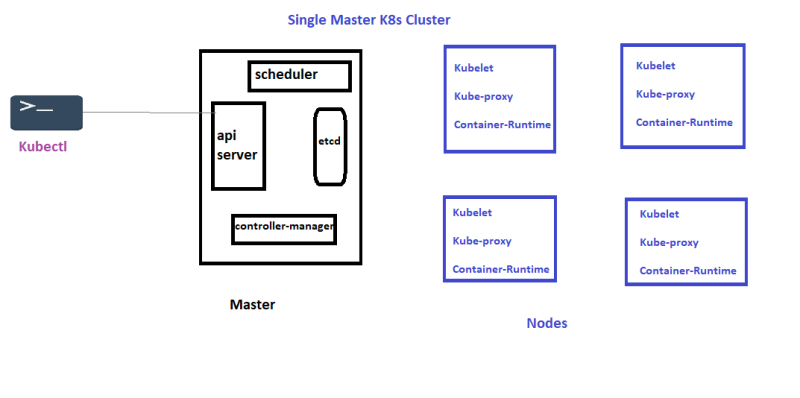 Single Master K8s Cluster
>_
Kubectl
scheduler
api
server
etcd
controller-manager
Master
Kubelet
Kube-proxy
Container-Runtime
Kubelet
Kube-proxy
Container-Runtime
Kubelet
Kube-proxy
Container-Runtime
Kubelet
Kube-proxy
Container-Runtime
Nodes